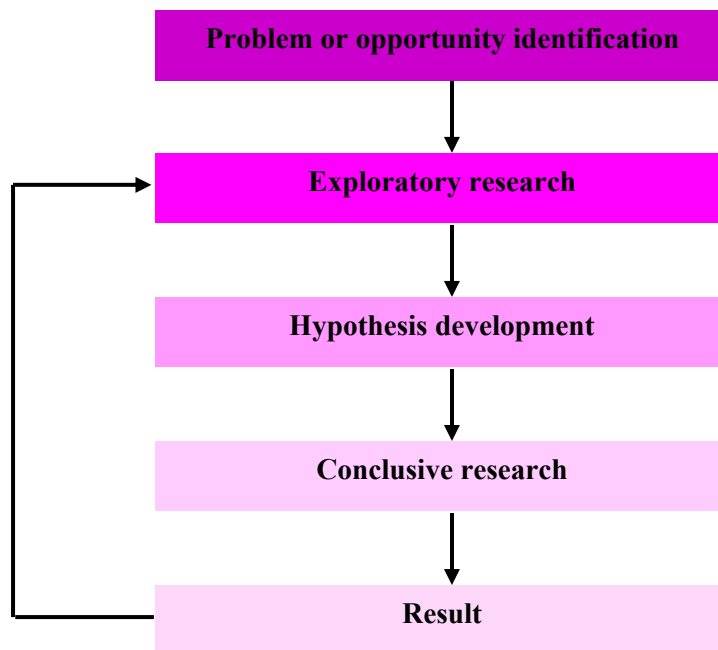 Problem or opportunity identification
Exploratory research
Hypothesis development
Conclusive research
Result